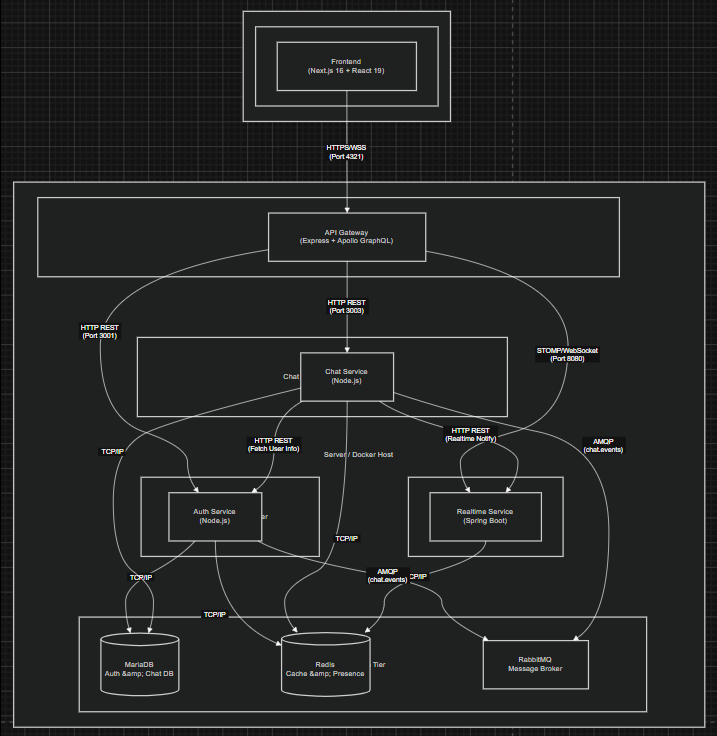 Frontend
(Next.js 16 + React 19)
HTTPS/WSS
(Port 4321)
API Gateway
(Express + Apollo GraphQL)
HTTP REST
(Port 3003)
HTTP REST
(Port 3001)
STOMP/WebSocket
(Port 8080)
Chat
Chat Service
(Node.js)
HTTP REST
(Realtime Notify)
HTTP REST
(Fetch User Info)
AMQP
(chat.events)
TCP/IP
Server / Docker Host
Auth Service
(Node.js)
er
Realtime Service
(Spring Boot)
TCP/IP
AMQP
(chat.events)
CP/IP
TCP/IP
TCP/IP
MariaDB
Auth &amp; Chat DB
Redis
Cache &amp; Presence
Tier
RabbitMQ
Message Broker